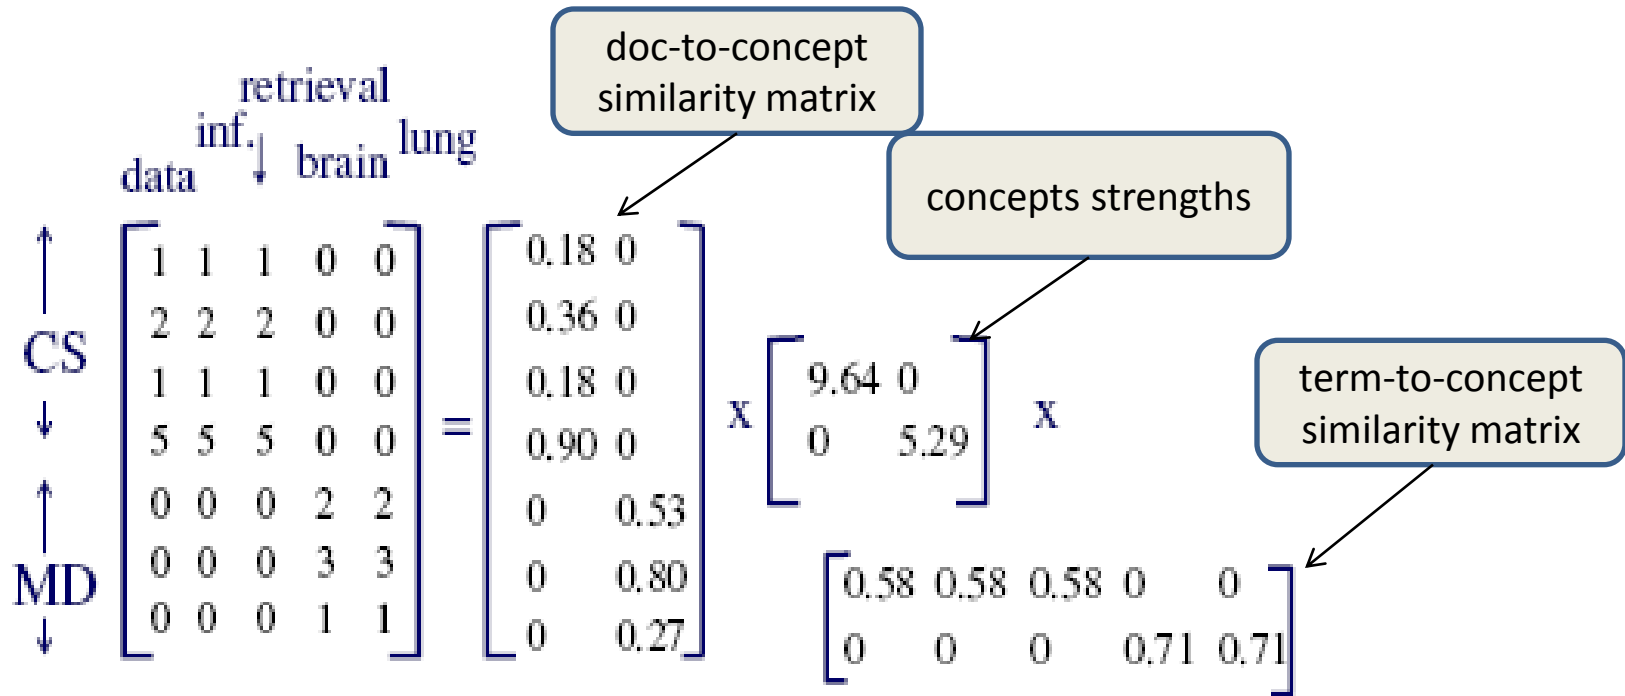 doc-to-concept
similarity matrix
retrieval
inf.
lung
brain
data
concepts strengths
term-to-concept
similarity matrix
CS
MD
1 1 1 0 0
2 2 2 0 0
1 1 1 0 0
5 5 5 0 0
0 0 0 2 2
0 0 0 3 3
0 0 0 1 1
=
0.18 0
0.36 0
0.18 0
0.90 0
0 0.53
0 0.80
0 0.27
x
9.64 0
0 5.29
x
0.58 0.58 0.58 0 0
0 0 0 0.71 0.71